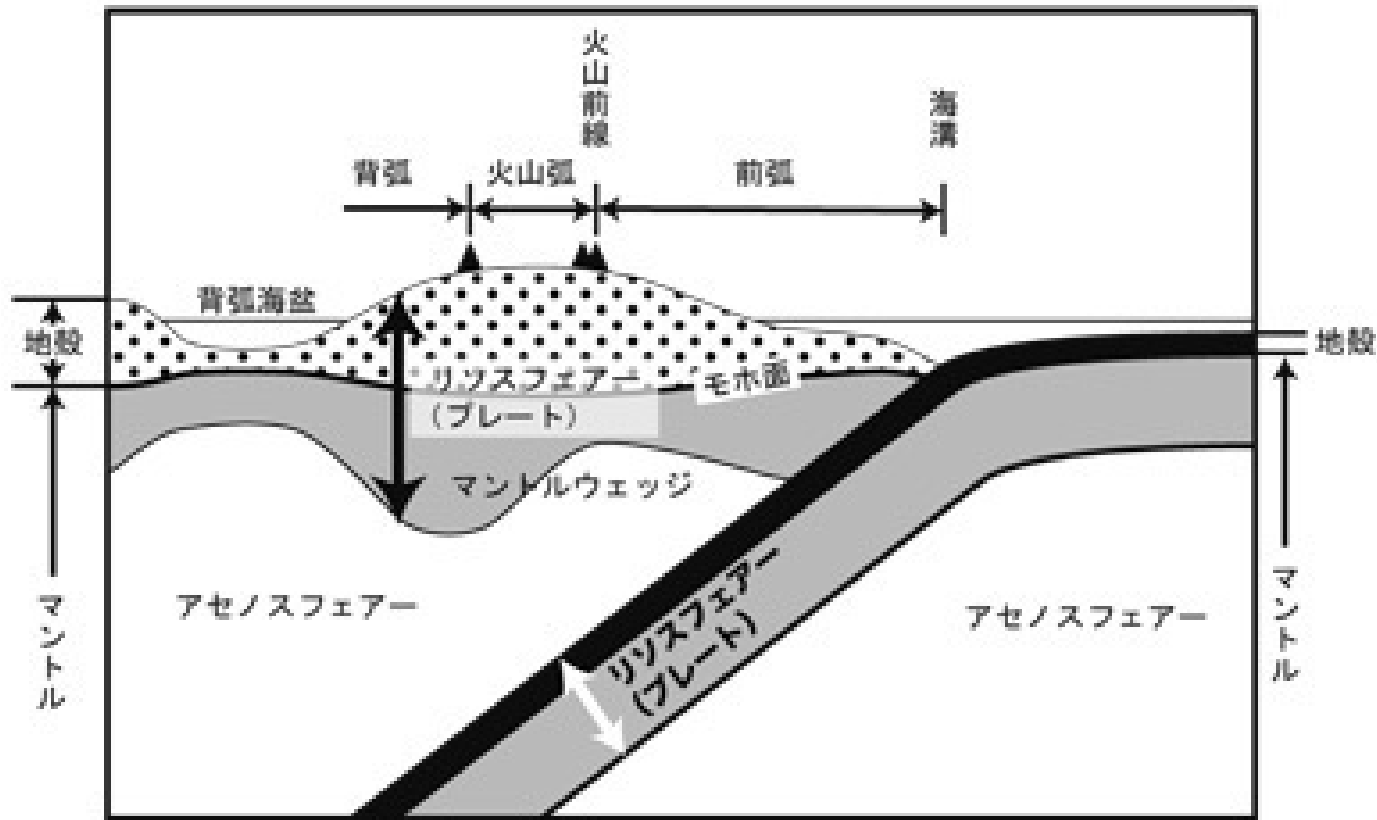 火山前線
海溝
背弧
火山弧
前弧
背弧海盆
地殻
地殻
リソスフェアー
(プレート)
モホ面
マントルウェッジ
アセノスフェアー
リソスフェアー
(プレート)
アセノスフェアー
マントル
マントル